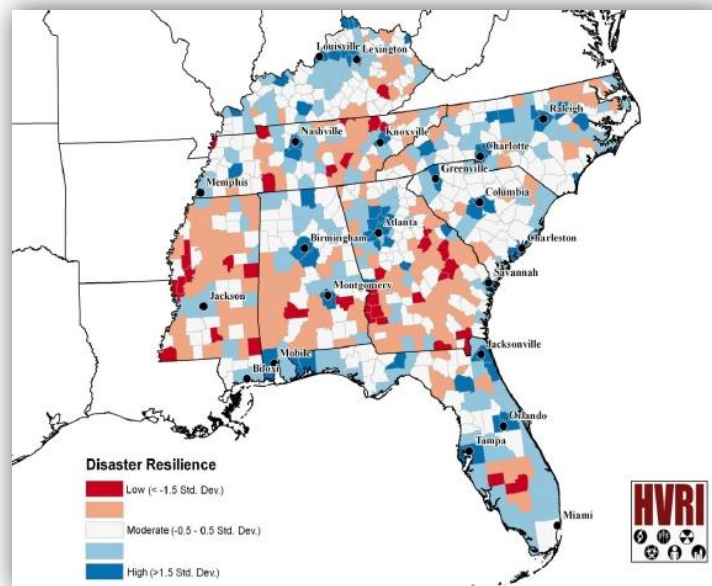 Louisville
Lexington
Nashville
Knoxville
Raleigh
Charlotte
Greenville
Memphis
Columbia
Atlanta
Birmingham
Charleston
Savannah
Montgomery
Jackson
Jacksonville
Mobile
Biloxi
Orlando
Tampa
Miami
Disaster Resilience
Low (< -1.5 Std. Dev.)
Moderate (-0.5 - 0.5 Std. Dev.)
High (>1.5 Std. Dev.)
HVRI